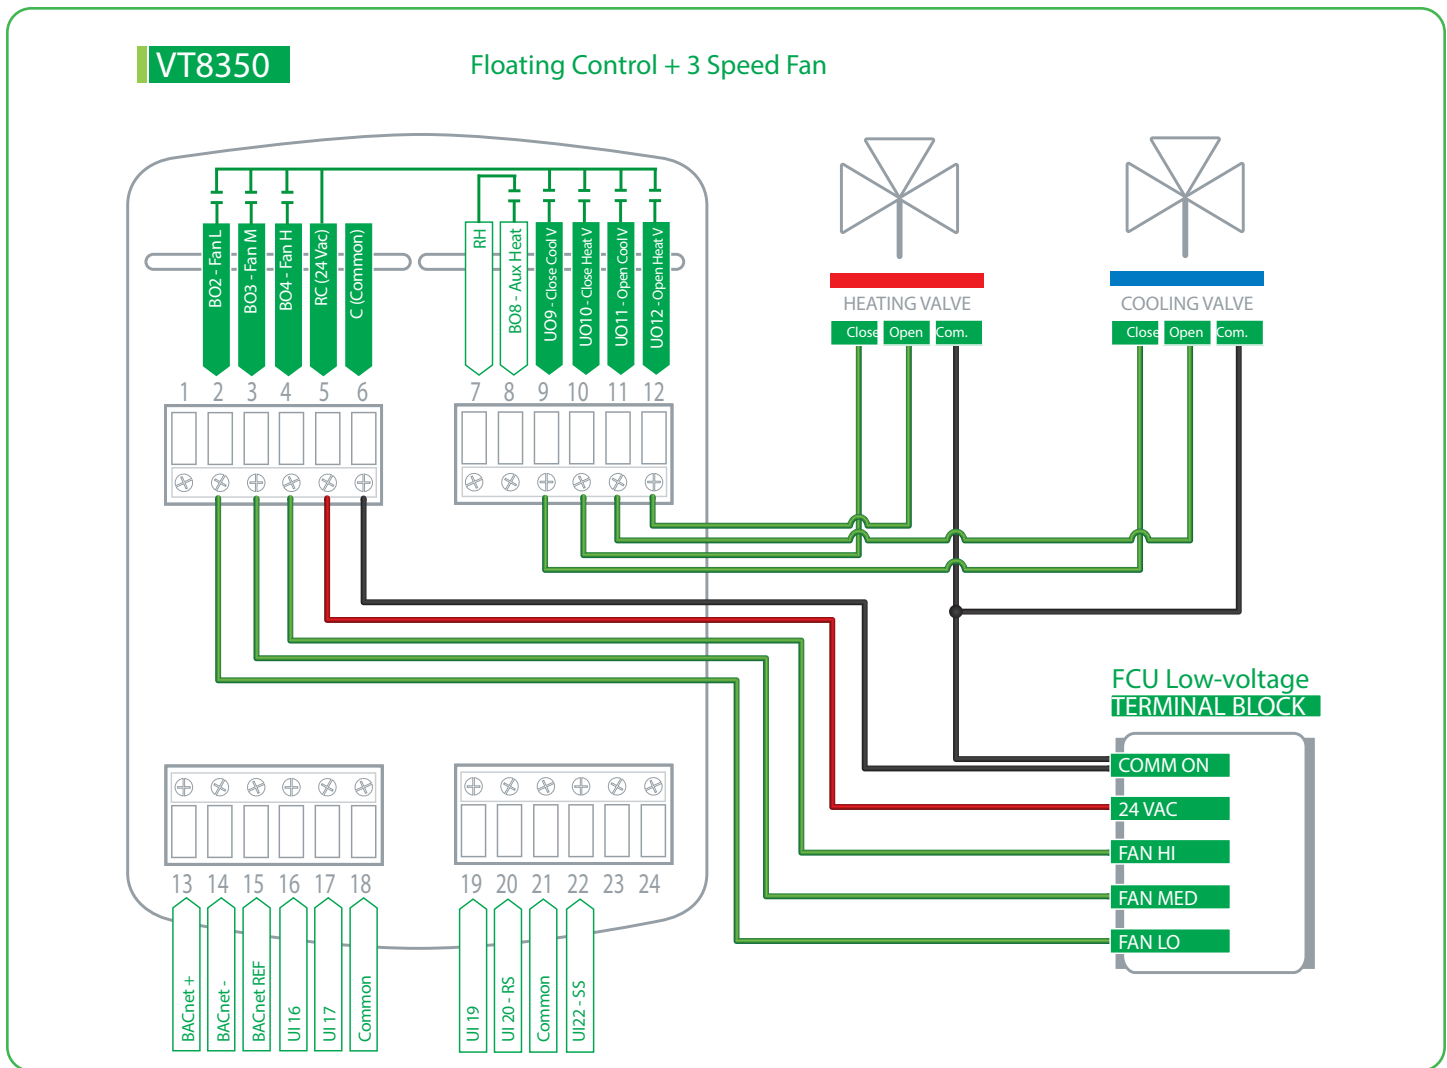 VT8350
Floating Control + 3 Speed Fan
BO2 - Fan L
BO3 - Fan M
BO4 - Fan H
RC (24 Vac)
C (Common)
RH
BO8 - Aux Heat
UO9 - Close Cool V
UO10 - Close Heat V
UO11 - Open Cool V
UO12 - Open Heat V
1 2 3 4 5 6
7 8 9 10 11 12
HEATING VALVE
Close Open Com.
COOLING VALVE
Close Open Com.
FCU Low-voltage
TERMINAL BLOCK
COMM ON
24 VAC
FAN HI
FAN MED
FAN LO
13 14 15 16 17 18
19 20 21 22 23 24
BACnet +
BACnet -
BACnet REF
UI 16
UI 17
Common
UI 19
UI 20 - RS
Common
UI22 - SS